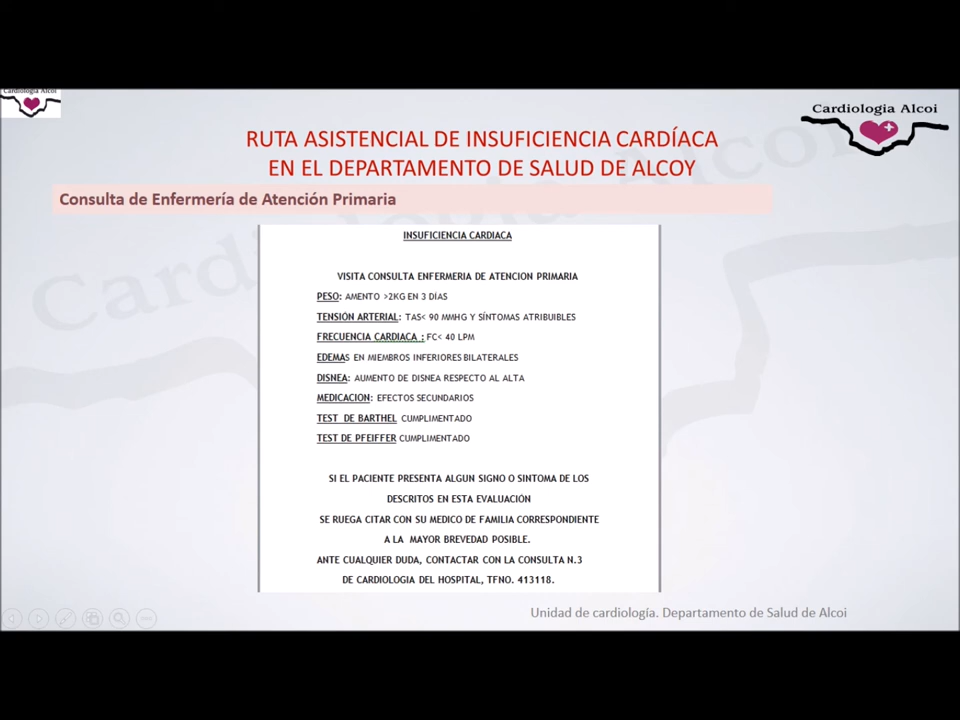 Cardiología Alcoi
Cardiología Alcoi
RUTA ASISTENCIAL DE INSUFICIENCIA CARDÍACA
EN EL DEPARTAMENTO DE SALUD DE ALCOY
Consulta de Enfermería de Atención Primaria
INSUFICIENCIA CARDIACA
VISITA CONSULTA ENFERMERIA DE ATENCION PRIMARIA
PESO: AMENTO >2KG EN 3 DÍAS
TENSIÓN ARTERIAL: TAS< 90 MMHG Y SÍNTOMAS ATRIBUIBLES
FRECUENCIA CARDIACA : FC< 40 LPM
EDEMAS EN MIEMBROS INFERIORES BILATERALES
DISNEA: AUMENTO DE DISNEA RESPECTO AL ALTA
MEDICACION: EFECTOS SECUNDARIOS
TEST DE BARTHEL CUMPLIMENTADO
TEST DE PFEIFFER CUMPLIMENTADO
SI EL PACIENTE PRESENTA ALGUN SIGNO O SINTOMA DE LOS
DESCRITOS EN ESTA EVALUACIÓN
SE RUEGA CITAR CON SU MEDICO DE FAMILIA CORRESPONDIENTE
A LA MAYOR BREVEDAD POSIBLE.
ANTE CUALQUIER DUDA, CONTACTAR CON LA CONSULTA N.3
DE CARDIOLOGIA DEL HOSPITAL, TFNO. 413118.
Unidad de cardiología. Departamento de Salud de Alcoi